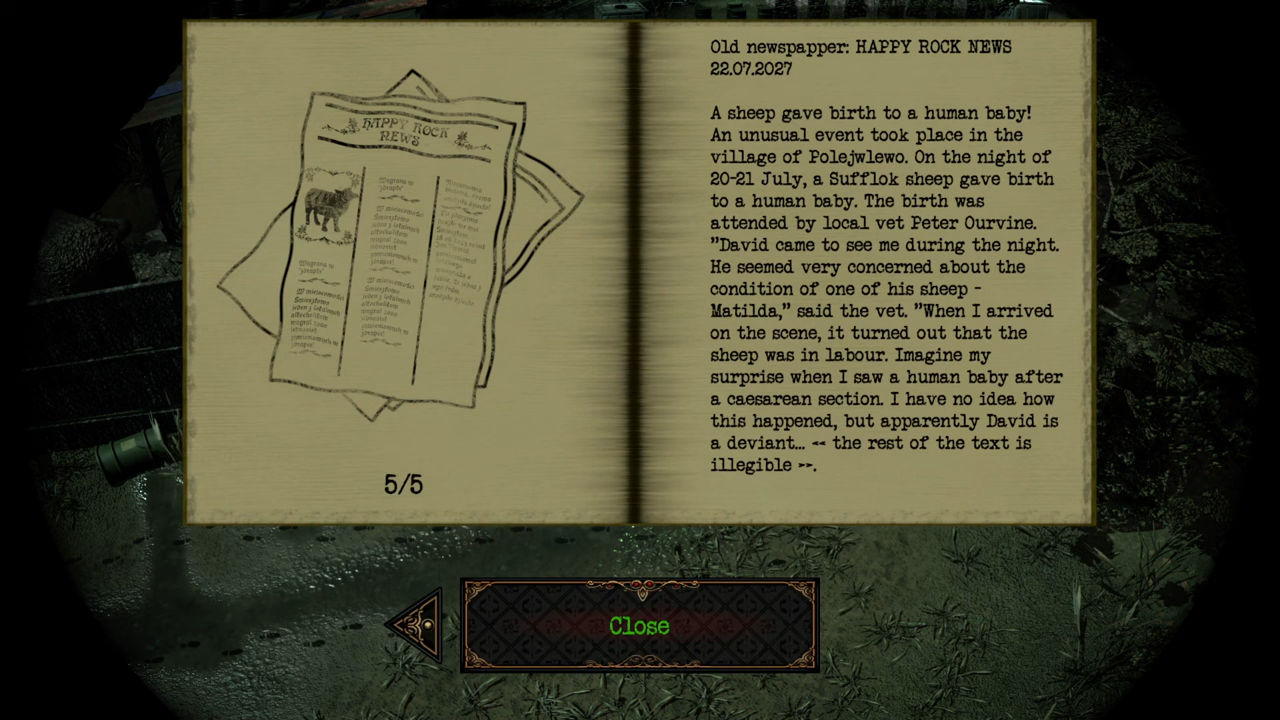 HAPPY ROCK
NEWS
5/5
Old newspapper: HAPPY ROCK NEWS
22.07.2027
A sheep gave birth to a human baby!
An unusual event took place in the
village of Polejwlewo. On the night of
20-21 July, a Sufflok sheep gave birth
to a human baby. The birth was
attended by local vet Peter Ourvine.
”David came to see me during the night.
He seemed very concerned about the
condition of one of his sheep -
Matilda,” said the vet. ”When I arrived
on the scene, it turned out that the
sheep was in labour. Imagine my
surprise when I saw a human baby after
a caesarean section. I have no idea how
this happened, but apparently David is
a deviant... << the rest of the text is
illegible >>.
Close